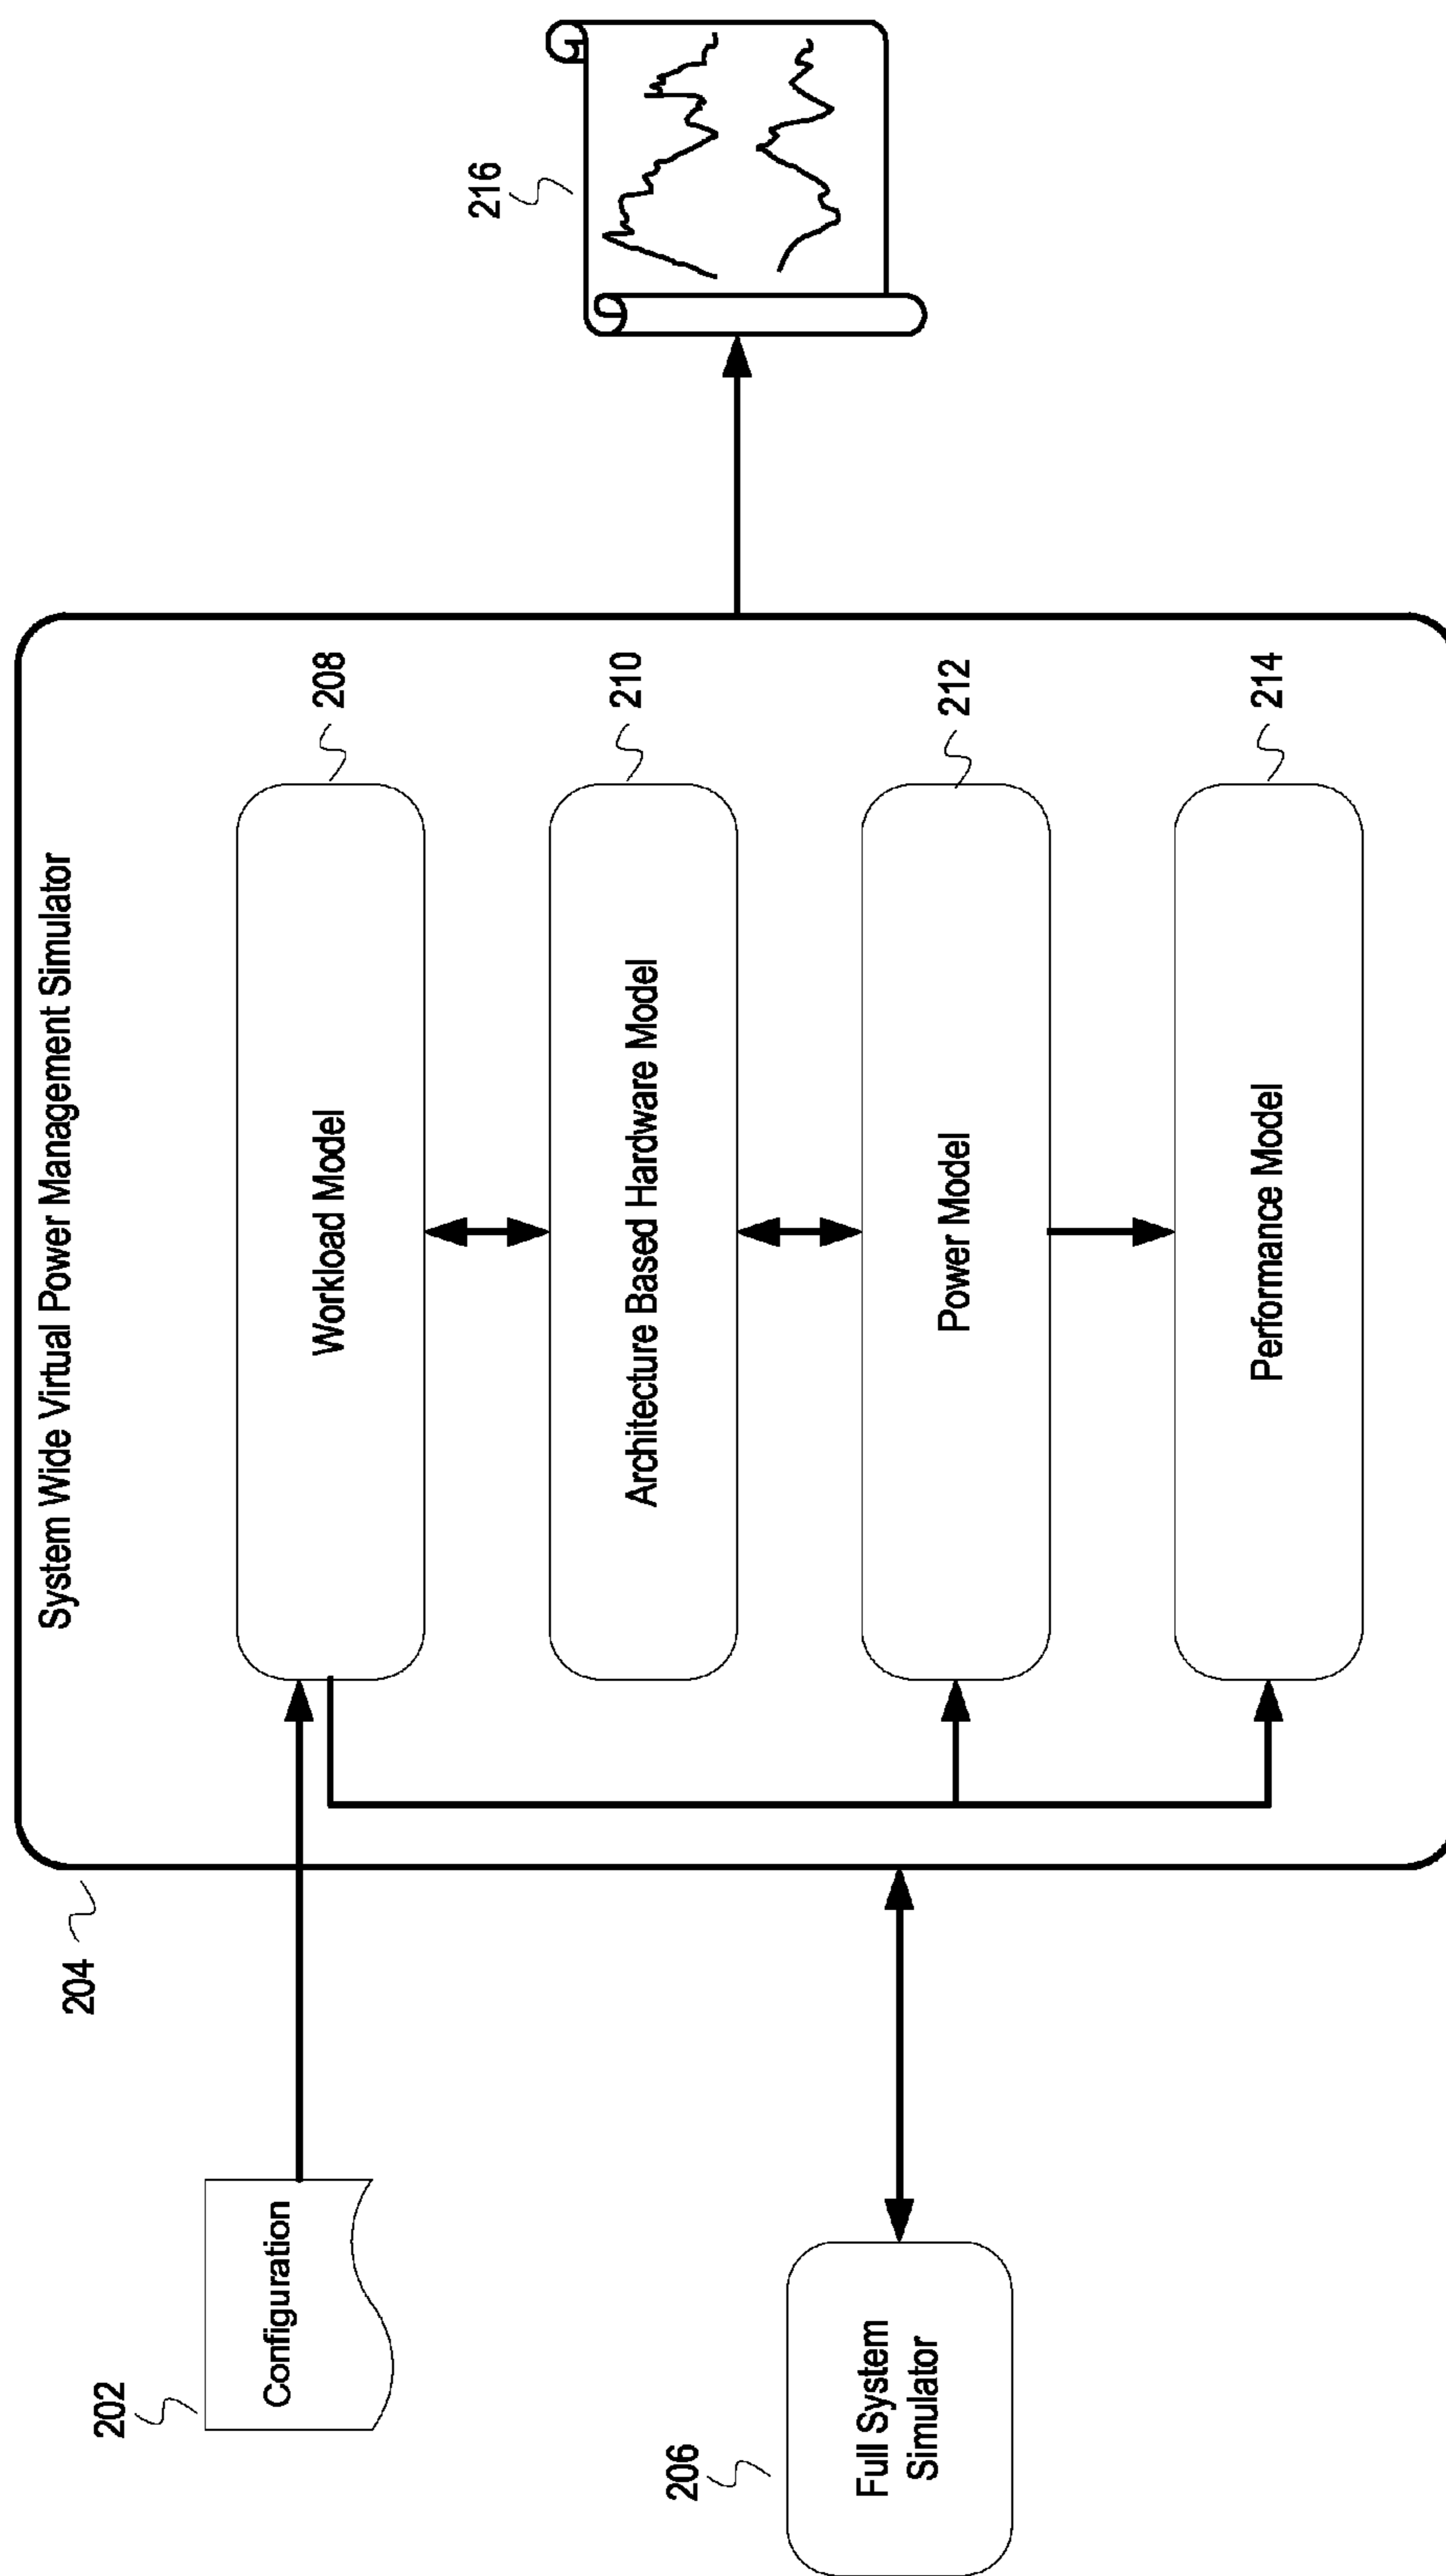 System Wide Virtual Power Management Simulator
204
202
Configuration
206
Full System
Simulator
Workload Model
208
Architecture Based Hardware Model
210
Power Model
212
Performance Model
214
216